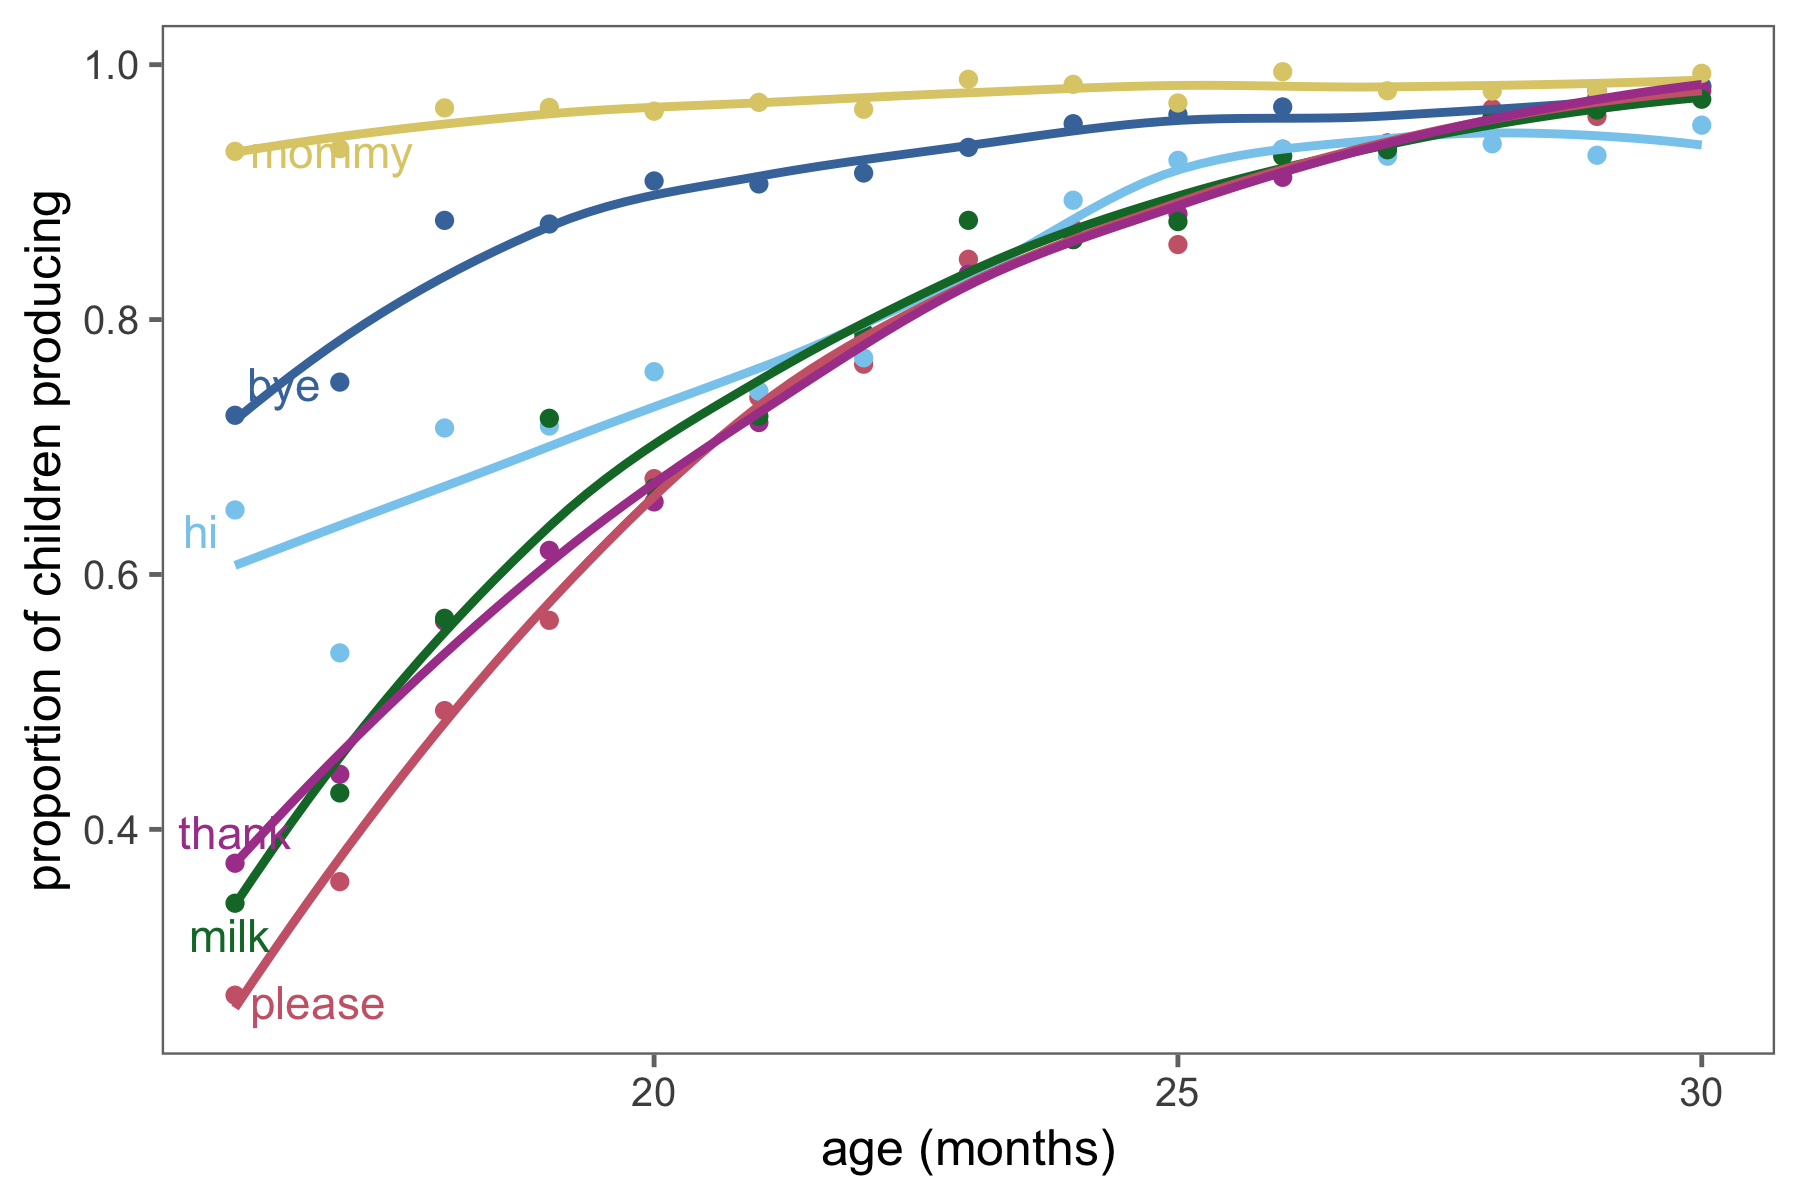 proportion of children producing
1.0
0.8
0.6
0.4
mommy
bye
hi
thank
milk
please
20
25
30
age (months)